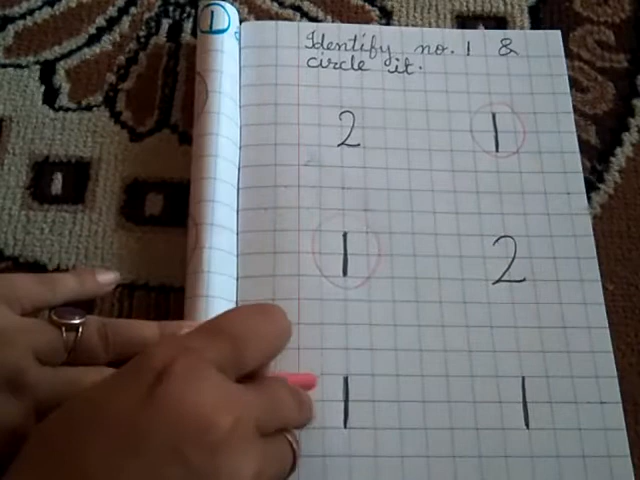 1
Identify no. 1 &
circle it.
2 1
1 2
1 1